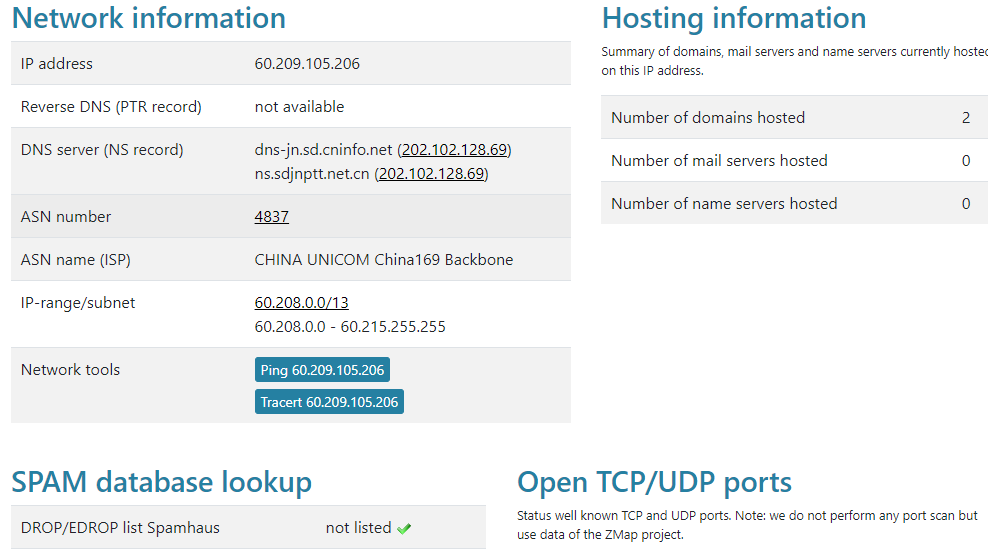 Network information
IP address 60.209.105.206
Reverse DNS (PTR record) not available
DNS server (NS record) dns-jn.sd.cninfo.net (202.102.128.69)
ns.sdjnptt.net.cn (202.102.128.69)
ASN number 4837
ASN name (ISP) CHINA UNICOM China169 Backbone
IP-range/subnet 60.208.0.0/13
60.208.0.0 - 60.215.255.255
Network tools Ping 60.209.105.206
Tracert 60.209.105.206
Hosting information
Summary of domains, mail servers and name servers currently hosted
on this IP address.
Number of domains hosted 2
Number of mail servers hosted 0
Number of name servers hosted 0
SPAM database lookup
DROP/EDROP list Spamhaus not listed
Open TCP/UDP ports
Status well known TCP and UDP ports. Note: we do not perform any port scan but
use data of the ZMap project.